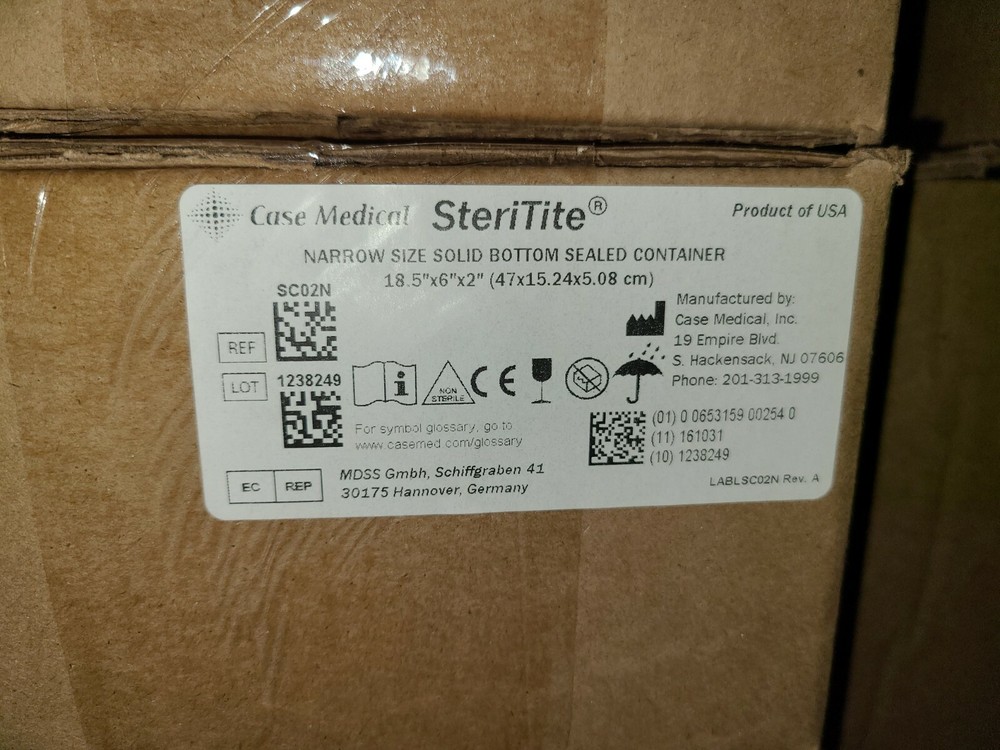 Case Medical SteriTite® Product of USA
NARROW SIZE SOLID BOTTOM SEALED CONTAINER
18.5"x6"x2" (47x15.24x5.08 cm)
SC02N
REF
LOT
1238249
i
NON
STERILE
CE
For symbol glossary, go to
www.casemed.com/glossary
Manufactured by:
Case Medical, Inc.
19 Empire Blvd.
S. Hackensack, NJ 07606
Phone: 201-313-1999
(01) 0 0653159 00254 0
(11) 161031
(10) 1238249
EC REP
MDSS Gmbh, Schiffgraben 41
30175 Hannover, Germany
LABLSC02N Rev. A